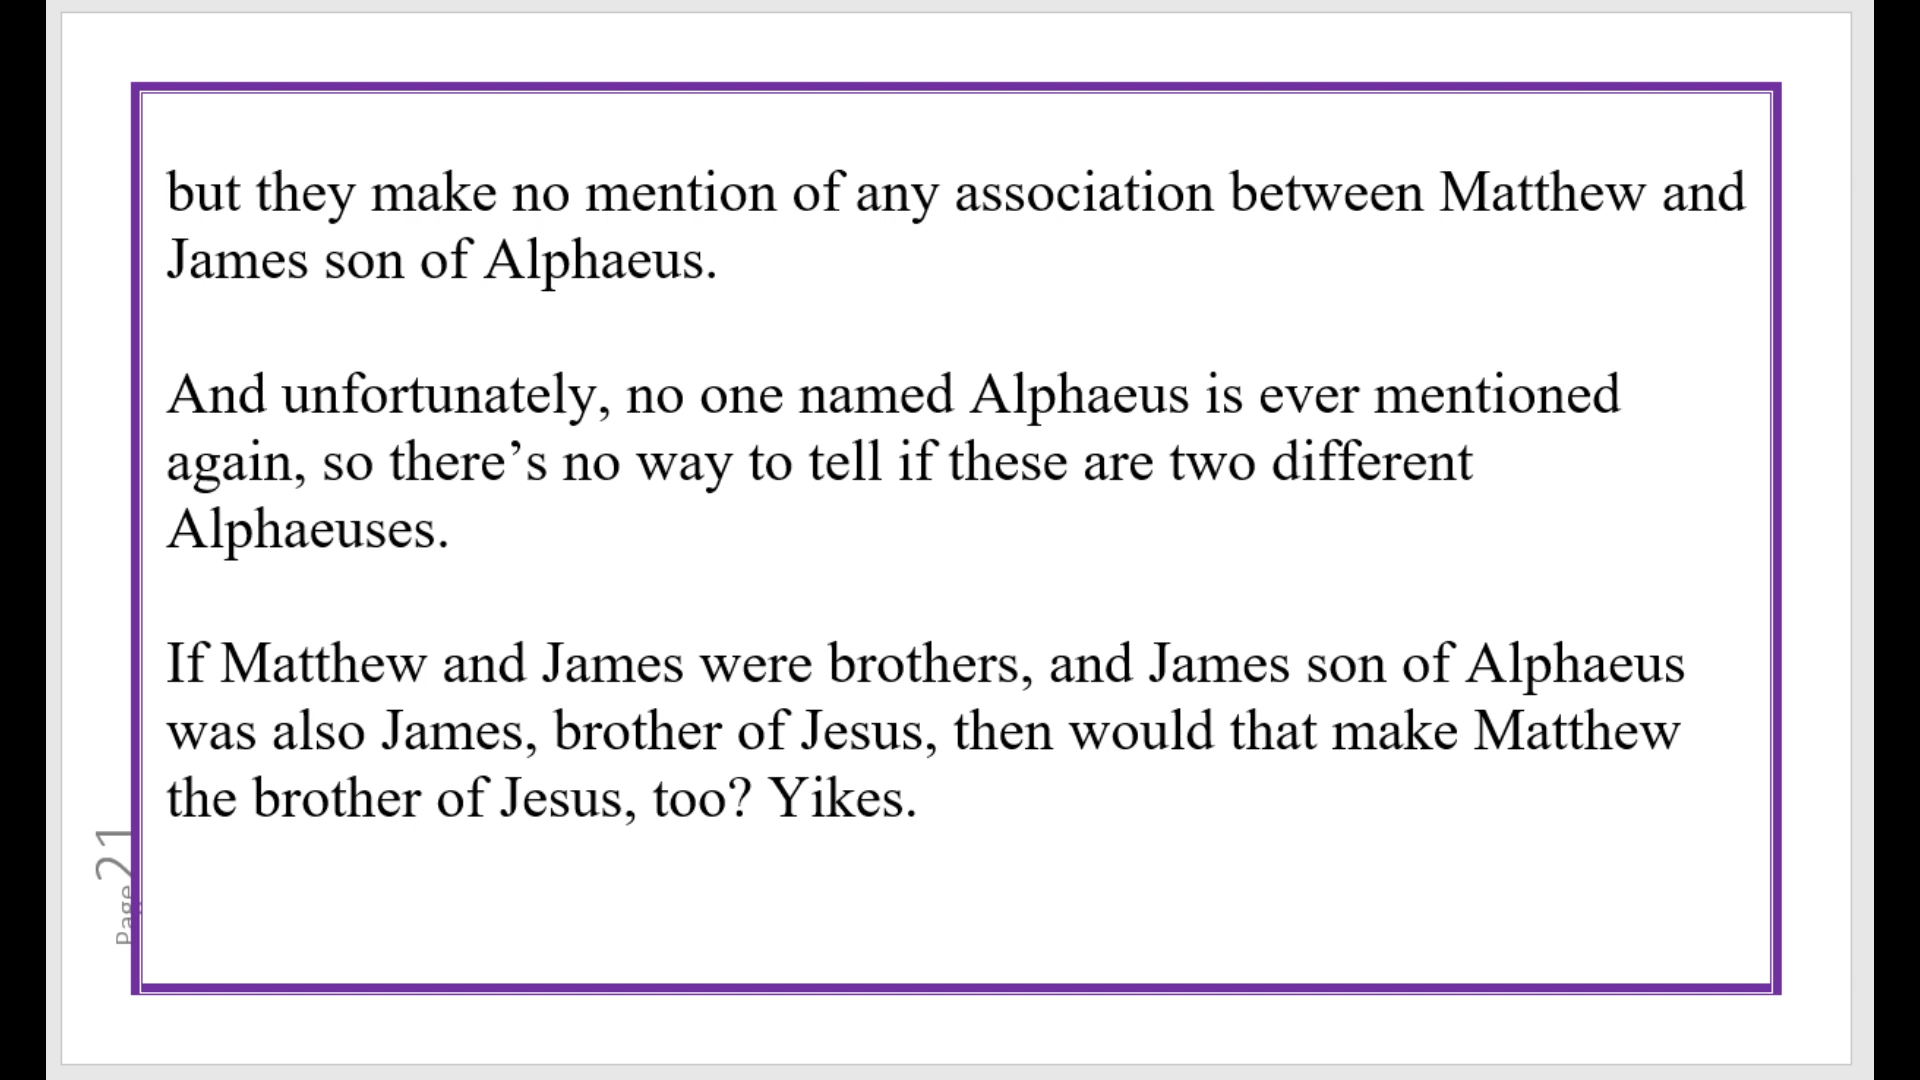 but they make no mention of any association between Matthew and
James son of Alphaeus.
And unfortunately, no one named Alphaeus is ever mentioned
again, so there’s no way to tell if these are two different
Alphaeuses.
If Matthew and James were brothers, and James son of Alphaeus
was also James, brother of Jesus, then would that make Matthew
the brother of Jesus, too? Yikes.
Page 21